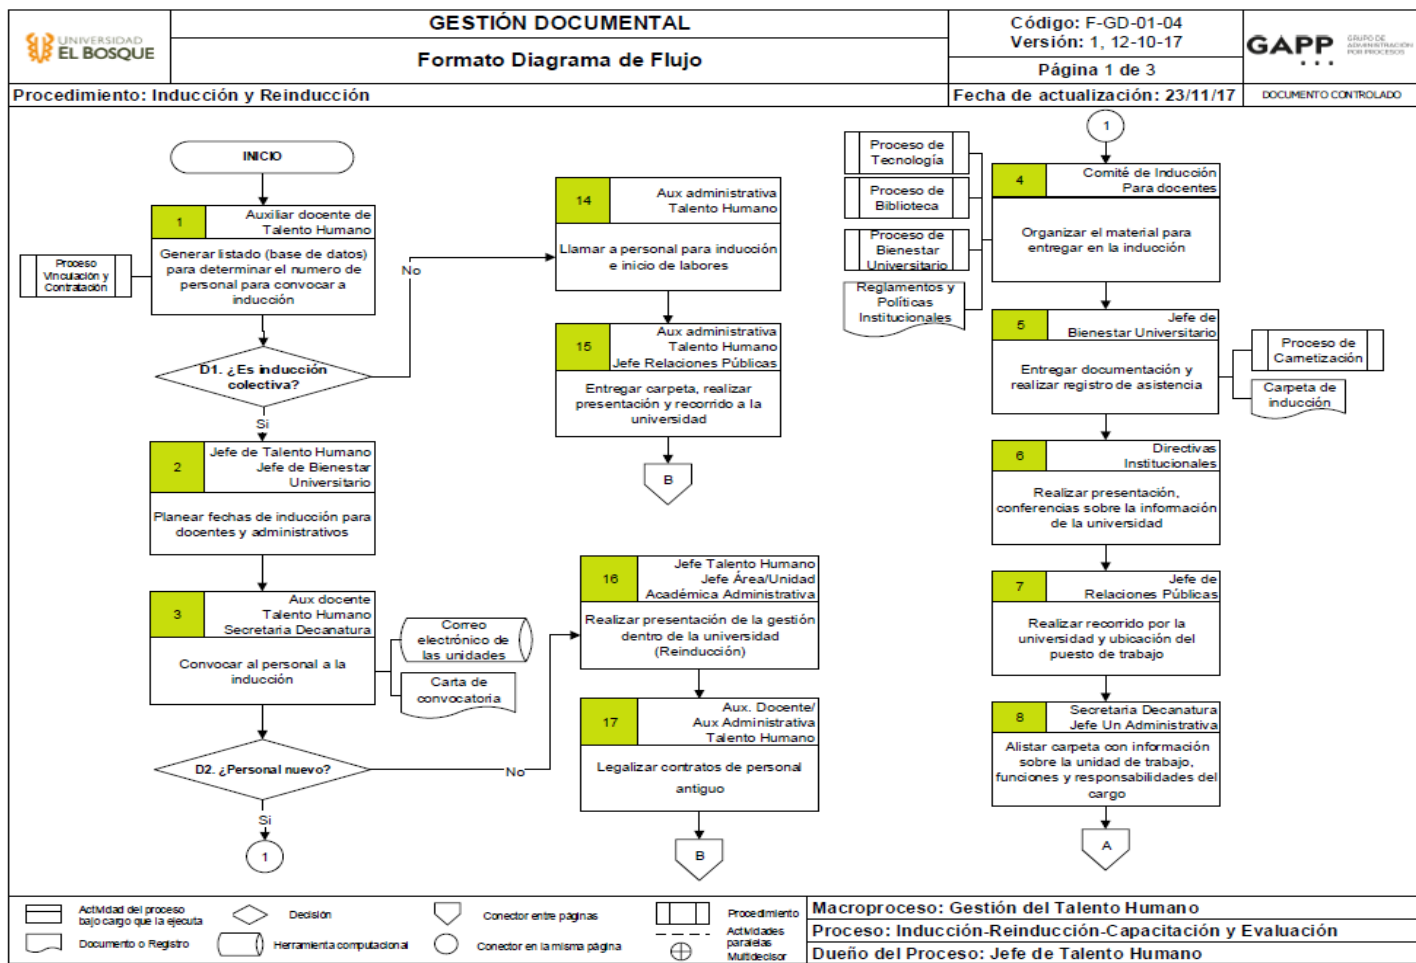 UNIVERSIDAD
EL BOSQUE
GESTIÓN DOCUMENTAL
Formato Diagrama de Flujo
Código: F-GD-01-04
Versión: 1, 12-10-17
Página 1 de 3
GAPP
GRUPO DE
ADMINISTRACIÓN
POR PROCESOS
Procedimiento: Inducción y Reinducción
Fecha de actualización: 23/11/17
DOCUMENTO CONTROLADO
INICIO
1
Auxiliar docente de
Talento Humano
Generar listado (base de datos)
para determinar el numero de
personal para convocar a
inducción
Proceso
Vinculación y
Contratación
D1. ¿Es inducción
colectiva?
No
Si
2
Jefe de Talento Humano
Jefe de Bienestar
Universitario
Planear fechas de inducción para
docentes y administrativos
3
Aux docente
Talento Humano
Secretaria Decanatura
Convocar al personal a la
inducción
Correo
electrónico de
las unidades
Carta de
convocatoria
D2. ¿Personal nuevo?
No
Si
1
14
Aux administrativa
Talento Humano
Llamar a personal para inducción
e inicio de labores
15
Aux administrativa
Talento Humano
Jefe Relaciones Públicas
Entregar carpeta, realizar
presentación y recorrido a la
universidad
B
16
Jefe Talento Humano
Jefe Área/Unidad
Académica Administrativa
Realizar presentación de la gestión
dentro de la universidad
(Reinducción)
17
Aux. Docente/
Aux Administrativa
Talento Humano
Legalizar contratos de personal
antiguo
B
1
Proceso de
Tecnología
Proceso de
Biblioteca
Proceso de
Bienestar
Universitario
Reglamentos y
Políticas
Institucionales
4
Comité de Inducción
Para docentes
Organizar el material para
entregar en la inducción
5
Jefe de
Bienestar Universitario
Entregar documentación y
realizar registro de asistencia
Proceso de
Carnetización
Carpeta de
inducción
6
Directivas
Institucionales
Realizar presentación,
conferencias sobre la información
de la universidad
7
Jefe de
Relaciones Públicas
Realizar recorrido por la
universidad y ubicación del
puesto de trabajo
8
Secretaria Decanatura
Jefe Un Administrativa
Alistar carpeta con información
sobre la unidad de trabajo,
funciones y responsabilidades del
cargo
A
Actividad del proceso
bajo cargo que la ejecuta
Decisión
Conector entre páginas
Procedimiento
Documento o Registro
Herramienta computacional
Conector en la misma página
Actividades
paralelas
Multidecisor
Macroproceso: Gestión del Talento Humano
Proceso: Inducción-Reinducción-Capacitación y Evaluación
Dueño del Proceso: Jefe de Talento Humano